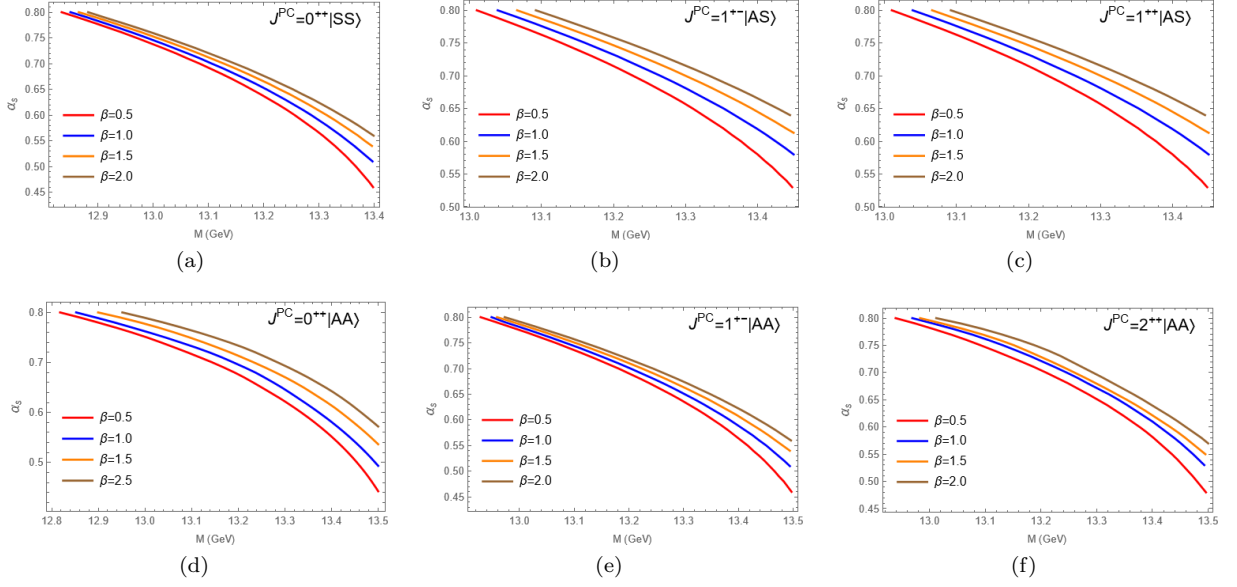 J^PC=0++|SS⟩
αs
0.80
0.75
0.70
0.65
0.60
0.55
0.50
0.45
β=0.5
β=1.0
β=1.5
β=2.0
12.9 13.0 13.1 13.2 13.3 13.4
M (GeV)
(a)
J^PC=1+-|AS⟩
αs
0.80
0.75
0.70
0.65
0.60
0.55
0.50
β=0.5
β=1.0
β=1.5
β=2.0
13.0 13.1 13.2 13.3 13.4
M (GeV)
(b)
J^PC=1++|AS⟩
αs
0.80
0.75
0.70
0.65
0.60
0.55
0.50
β=0.5
β=1.0
β=1.5
β=2.0
13.0 13.1 13.2 13.3 13.4
M (GeV)
(c)
J^PC=0++|AA⟩
αs
0.8
0.7
0.6
0.5
β=0.5
β=1.0
β=1.5
β=2.5
12.8 12.9 13.0 13.1 13.2 13.3 13.4 13.5
M (GeV)
(d)
J^PC=1+-|AA⟩
αs
0.80
0.75
0.70
0.65
0.60
0.55
0.50
0.45
β=0.5
β=1.0
β=1.5
β=2.0
13.0 13.1 13.2 13.3 13.4 13.5
M (GeV)
(e)
J^PC=2++|AA⟩
αs
0.80
0.75
0.70
0.65
0.60
0.55
0.50
0.45
β=0.5
β=1.0
β=1.5
β=2.0
13.0 13.1 13.2 13.3 13.4 13.5
M (GeV)
(f)